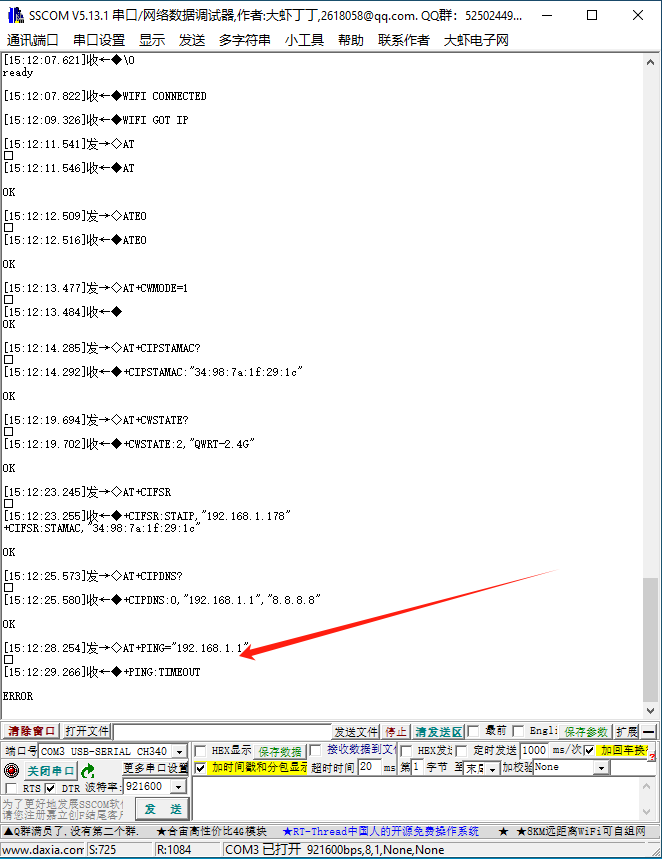 SSCOM V5.13.1 串口/网络数据调试器,作者:大虾丁丁,2618058@qq.com. QQ群: 52502449...
通讯端口 串口设置 显示 发送 多字符串 小工具 帮助 联系作者 大虾电子网
[15:12:07.621]收←◆\0
ready
[15:12:07.822]收←◆WIFI CONNECTED
[15:12:09.326]收←◆WIFI GOT IP
[15:12:11.541]发→◇AT
□
[15:12:11.546]收←◆AT
OK
[15:12:12.509]发→◇ATE0
□
[15:12:12.516]收←◆ATE0
OK
[15:12:13.477]发→◇AT+CWMODE=1
□
[15:12:13.484]收←◆
OK
[15:12:14.285]发→◇AT+CIPSTAMAC?
□
[15:12:14.292]收←◆+CIPSTAMAC:"34:98:7a:1f:29:1c"
OK
[15:12:19.694]发→◇AT+CWSTATE?
□
[15:12:19.702]收←◆+CWSTATE:2,"QWRT-2.4G"
OK
[15:12:23.245]发→◇AT+CIFSR
□
[15:12:23.255]收←◆+CIFSR:STAIP,"192.168.1.178"
+CIFSR:STAMAC,"34:98:7a:1f:29:1c"
OK
[15:12:25.573]发→◇AT+CIPDNS?
□
[15:12:25.580]收←◆+CIPDNS:0,"192.168.1.1","8.8.8.8"
OK
[15:12:28.254]发→◇AT+PING="192.168.1.1"
□
[15:12:29.266]收←◆+PING:TIMEOUT
ERROR
清除窗口 打开文件 发送文件 停止 清发送区 最前 Engli 保存参数 扩展 —
端口号 COM3 USB-SERIAL CH340 HEX显示 保存数据 接收数据到文 HEX发 定时发送 1000 ms/次 加回车换
关闭串口 更多串口设置 加时间戳和分包显示 超时时间 20 ms 第1 字节 至 末尾 加校验 None
RTS DTR 波特率: 921600
为了更好地发展SSCOM软
请您注册嘉立创F结尾客
发 送
▲QQ群满员了,没有第二个群. ★合宙高性价比4G模块 ★RT-Thread中国人的开源免费操作系统 ★ ★8KM远距离WiFi可自组网
www.daxia.com S:725 R:1084 COM3 已打开 921600bps,8,1,None,None